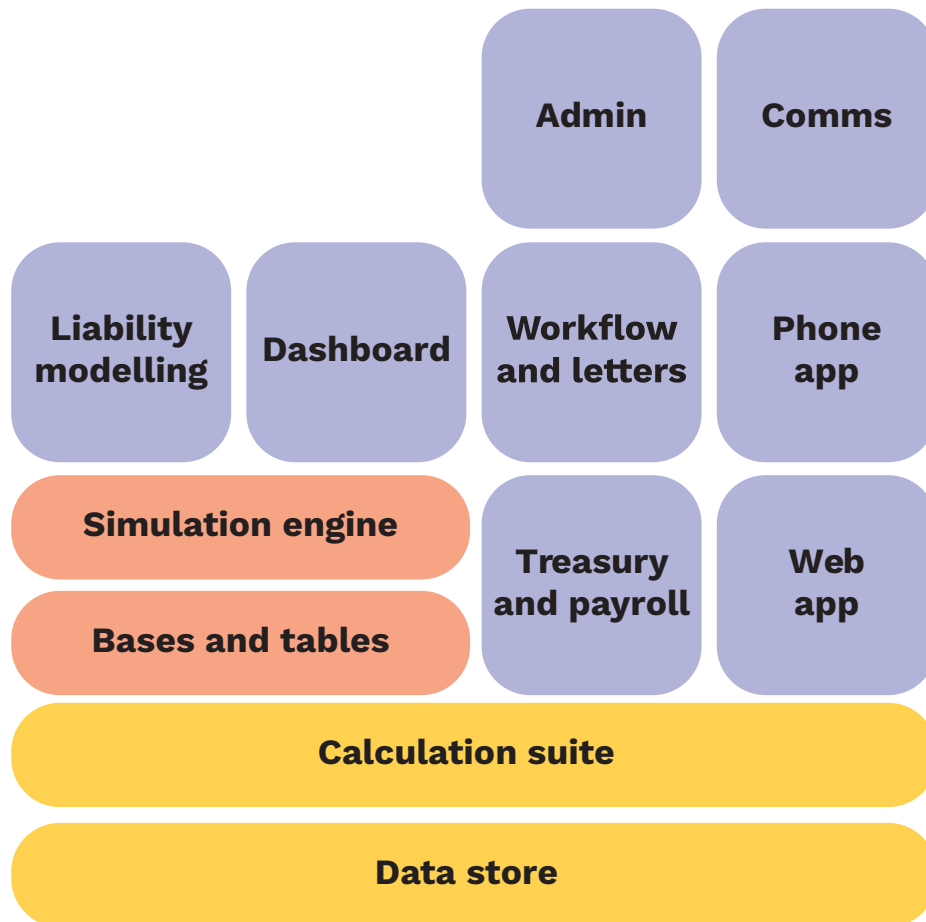 Admin
Comms
Liability
modelling
Dashboard
Workflow
and letters
Phone
app
Simulation engine
Bases and tables
Treasury
and payroll
Web
app
Calculation suite
Data store